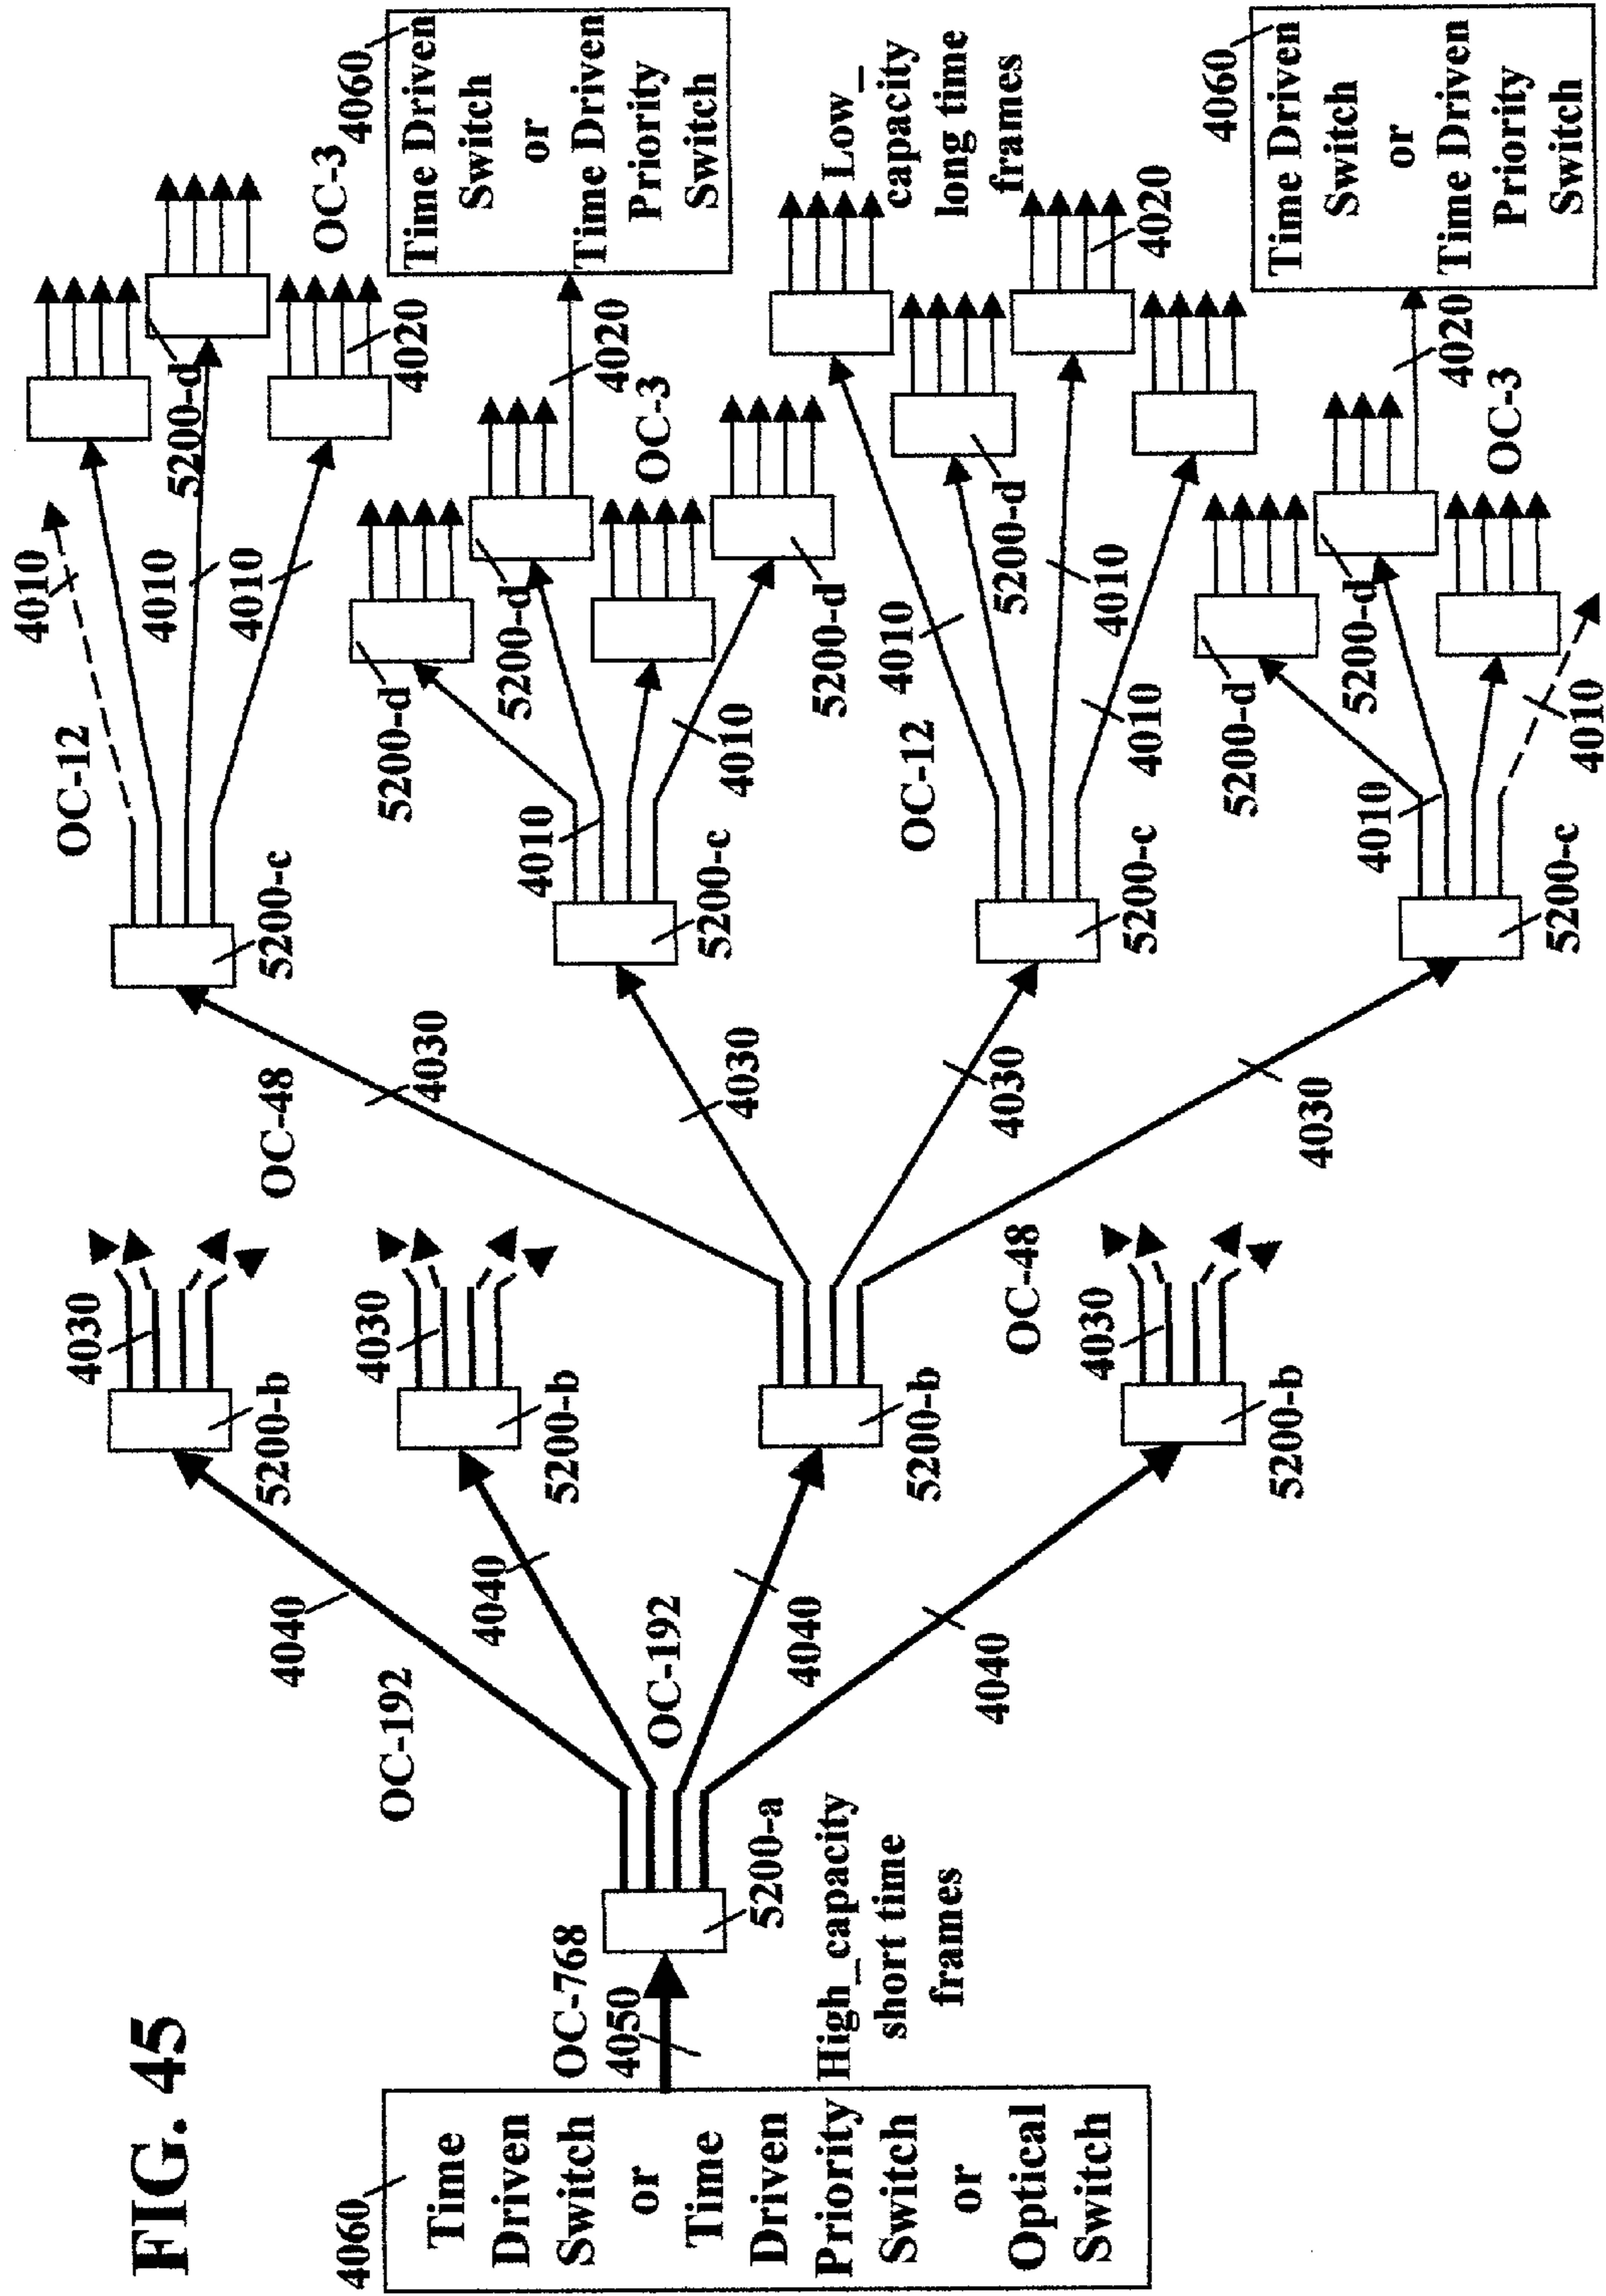 FIG. 45
4060
Time
Driven
Switch
or
Time
Driven
Priority
Switch
or
Optical
Switch
OC-768
4050
High_capacity
short time
frames
5200-a
OC-192
OC-192
4040
4040
4040
4040
5200-b
5200-b
5200-b
5200-b
4030
4030
4030
OC-48
OC-48
4030
4030
4030
4030
5200-c
5200-c
5200-c
5200-c
OC-12
4010
4010
4010
5200-d
4020
OC-3
4010
4010
5200-d
5200-d
5200-d
OC-3
4020
4060
Time Driven
Switch
or
Time Driven
Priority
Switch
OC-12
4010
4010
4010
5200-d
Low_
capacity
long time
frames
4020
4010
4010
5200-d
5200-d
OC-3
4020
4060
Time Driven
Switch
or
Time Driven
Priority
Switch